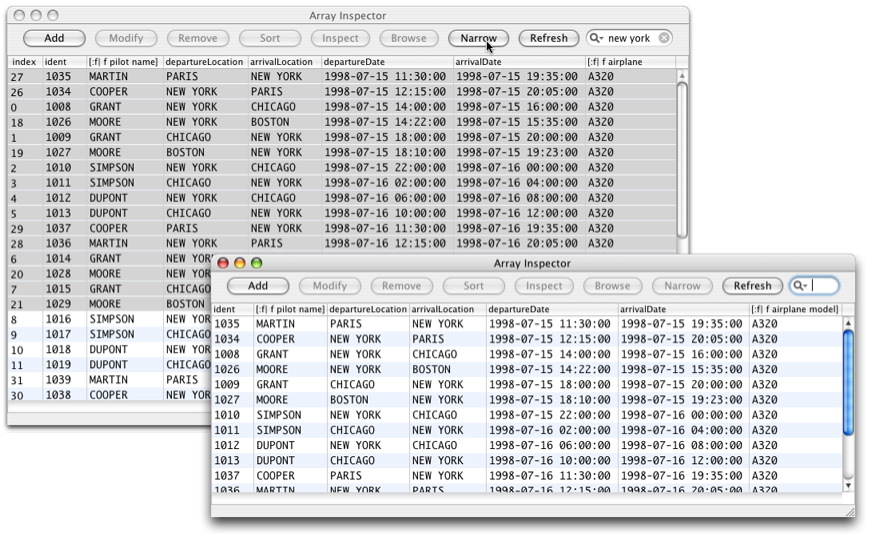 Array Inspector
Add Modify Remove Sort Inspect Browse Narrow Refresh new york
index ident [:f| f pilot name] departureLocation arrivalLocation departureDate arrivalDate [:f| f airplane
27 1035 MARTIN PARIS NEW YORK 1998-07-15 11:30:00 1998-07-15 19:35:00 A320
26 1034 COOPER NEW YORK PARIS 1998-07-15 12:15:00 1998-07-15 20:05:00 A320
0 1008 GRANT NEW YORK CHICAGO 1998-07-15 14:00:00 1998-07-15 16:00:00 A320
18 1026 MOORE NEW YORK BOSTON 1998-07-15 14:22:00 1998-07-15 15:35:00 A320
1 1009 GRANT CHICAGO NEW YORK 1998-07-15 18:00:00 1998-07-15 20:00:00 A320
19 1027 MOORE BOSTON NEW YORK 1998-07-15 18:10:00 1998-07-15 19:23:00 A320
2 1010 SIMPSON NEW YORK CHICAGO 1998-07-15 22:00:00 1998-07-16 00:00:00 A320
3 1011 SIMPSON CHICAGO NEW YORK 1998-07-16 02:00:00 1998-07-16 04:00:00 A320
4 1012 DUPONT NEW YORK CHICAGO 1998-07-16 06:00:00 1998-07-16 08:00:00 A320
5 1013 DUPONT CHICAGO NEW YORK 1998-07-16 10:00:00 1998-07-16 12:00:00 A320
29 1037 COOPER PARIS NEW YORK 1998-07-16 11:30:00 1998-07-16 19:35:00 A320
28 1036 MARTIN NEW YORK PARIS 1998-07-16 12:15:00 1998-07-16 20:05:00 A320
6 1014 GRANT NEW YOR
20 1028 MOORE NEW YOR
7 1015 GRANT CHICAGO
21 1029 MOORE BOSTON
8 1016 SIMPSON NEW YOR
9 1017 SIMPSON CHICAGO
10 1018 DUPONT NEW YOR
11 1019 DUPONT CHICAGO
31 1039 MARTIN PARIS
30 1038 COOPER NEW YOR
Array Inspector
Add Modify Remove Sort Inspect Browse Narrow Refresh
ident [:f| f pilot name] departureLocation arrivalLocation departureDate arrivalDate [:f| f airplane model]
1035 MARTIN PARIS NEW YORK 1998-07-15 11:30:00 1998-07-15 19:35:00 A320
1034 COOPER NEW YORK PARIS 1998-07-15 12:15:00 1998-07-15 20:05:00 A320
1008 GRANT NEW YORK CHICAGO 1998-07-15 14:00:00 1998-07-15 16:00:00 A320
1026 MOORE NEW YORK BOSTON 1998-07-15 14:22:00 1998-07-15 15:35:00 A320
1009 GRANT CHICAGO NEW YORK 1998-07-15 18:00:00 1998-07-15 20:00:00 A320
1027 MOORE BOSTON NEW YORK 1998-07-15 18:10:00 1998-07-15 19:23:00 A320
1010 SIMPSON NEW YORK CHICAGO 1998-07-15 22:00:00 1998-07-16 00:00:00 A320
1011 SIMPSON CHICAGO NEW YORK 1998-07-16 02:00:00 1998-07-16 04:00:00 A320
1012 DUPONT NEW YORK CHICAGO 1998-07-16 06:00:00 1998-07-16 08:00:00 A320
1013 DUPONT CHICAGO NEW YORK 1998-07-16 10:00:00 1998-07-16 12:00:00 A320
1037 COOPER PARIS NEW YORK 1998-07-16 11:30:00 1998-07-16 19:35:00 A320
1036 MARTIN NEW YORK PARIS 1998-07-16 12:15:00 1998-07-16 20:05:00 A320